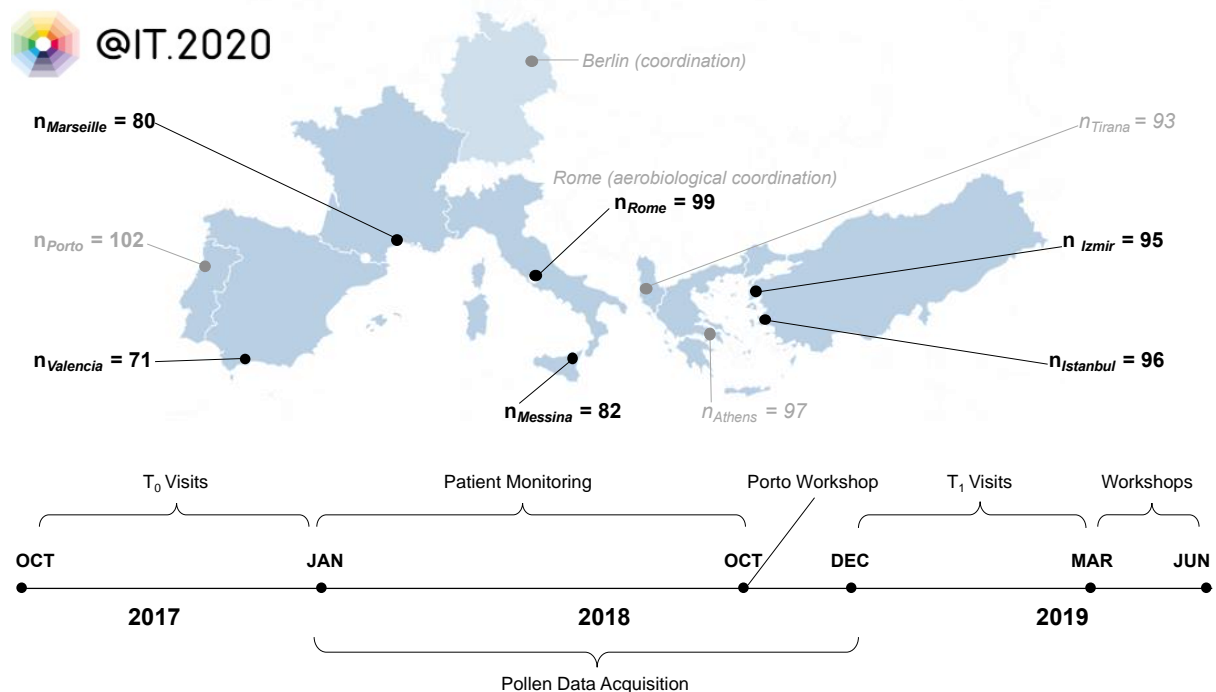 @IT.2020
Berlin (coordination)
nMarseille = 80
nTirana = 93
Rome (aerobiological coordination)
nRome = 99
nPorto = 102
n Izmir = 95
nValencia = 71
nIstanbul = 96
nMessina = 82
nAthens = 97
T0 Visits
Patient Monitoring
Porto Workshop
T1 Visits
Workshops
OCT
JAN
OCT
DEC
MAR
JUN
2017
2018
2019
Pollen Data Acquisition